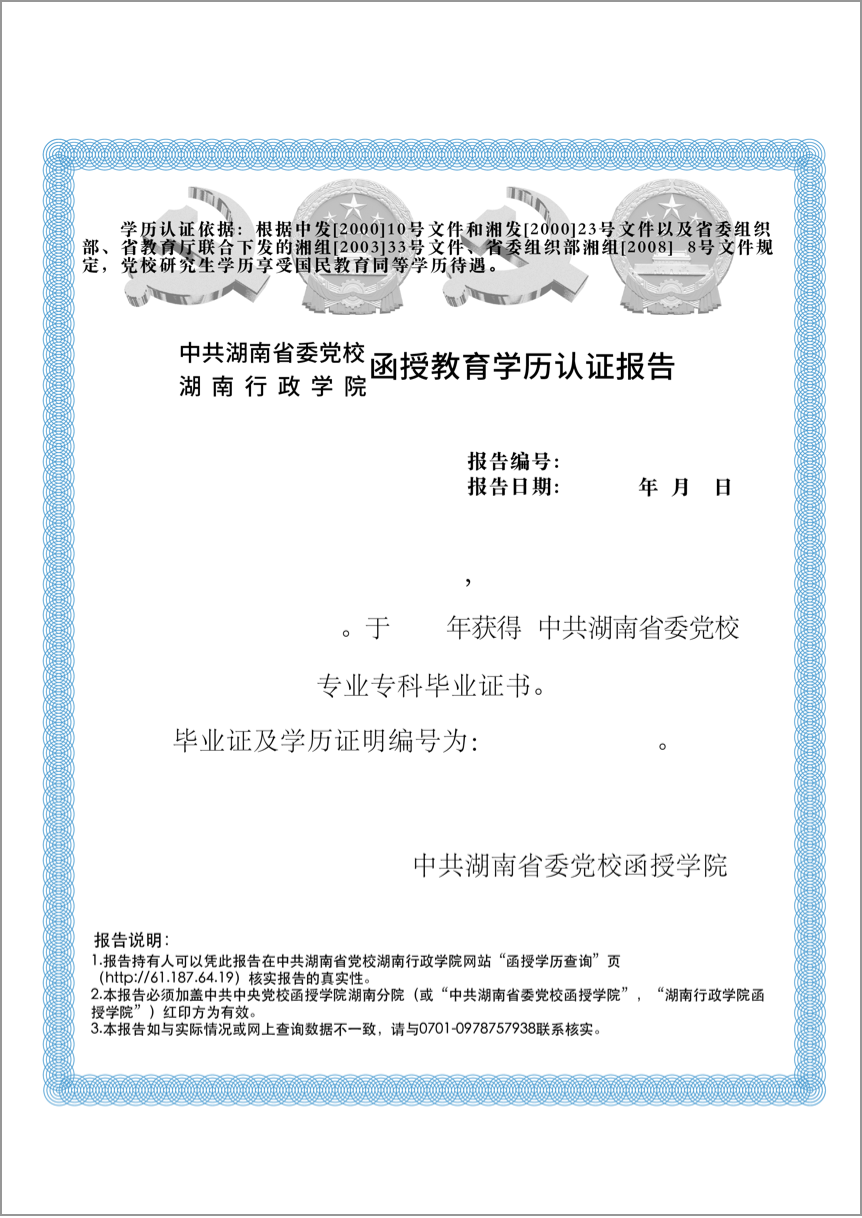 学历认证依据：根据中发[2000]10号文件和湘发[2000]23号文件以及省委组织
部、省教育厅联合下发的湘组[2003]33号文件、省委组织部湘组[2008] 8号文件规
定，党校研究生学历享受国民教育同等学历待遇。
中共湖南省委党校
湖南行政学院
函授教育学历认证报告
报告编号：
报告日期： 年 月 日
，
。于 年获得 中共湖南省委党校
专业专科毕业证书。
毕业证及学历证明编号为： 。
中共湖南省委党校函授学院
报告说明：
1.报告持有人可以凭此报告在中共湖南省党校湖南行政学院网站“函授学历查询”页
（http://61.187.64.19）核实报告的真实性。
2.本报告必须加盖中共中央党校函授学院湖南分院（或“中共湖南省委党校函授学院”，“湖南行政学院函
授学院”）红印方为有效。
3.本报告如与实际情况或网上查询数据不一致，请与0701-0978757938联系核实。